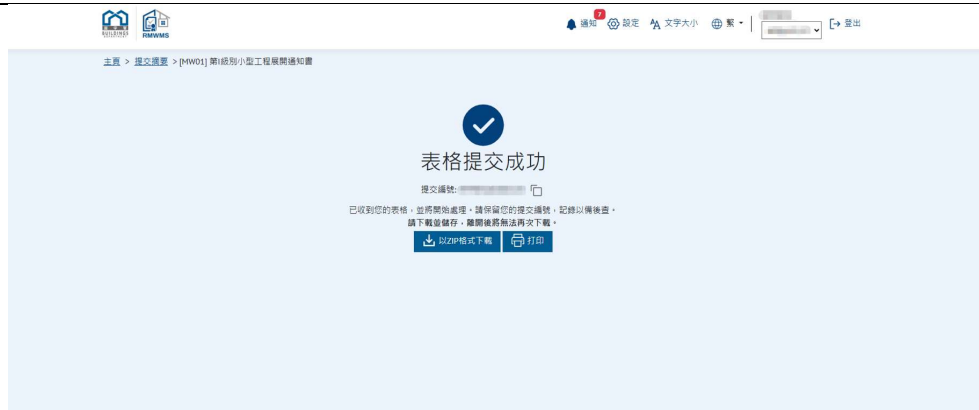 RMWMS
7
通知 設定 文字大小 繁 登出
主頁 > 提交摘要 > [MW01] 第I級別小型工程展開通知書
表格提交成功
提交編號:
已收到您的表格，並將開始處理。請保留您的提交編號，記錄以備後查。
請下載並儲存，離開後將無法再次下載。
以ZIP格式下載 打印